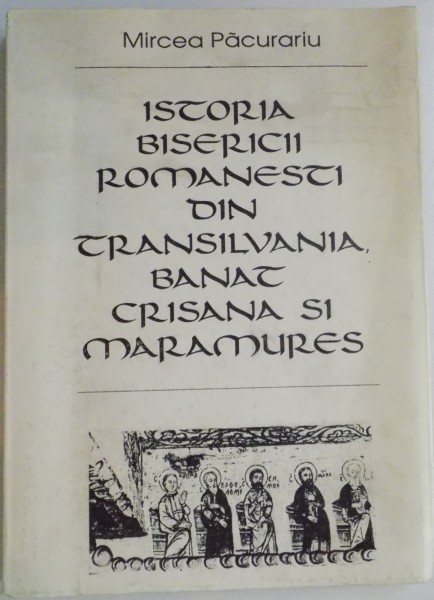 Mircea Păcurariu
ISTORIA
BISERICII
ROMANESTI
DIN
TRANSILVANIA,
BANAT
CRISANA SI
MARAMURES